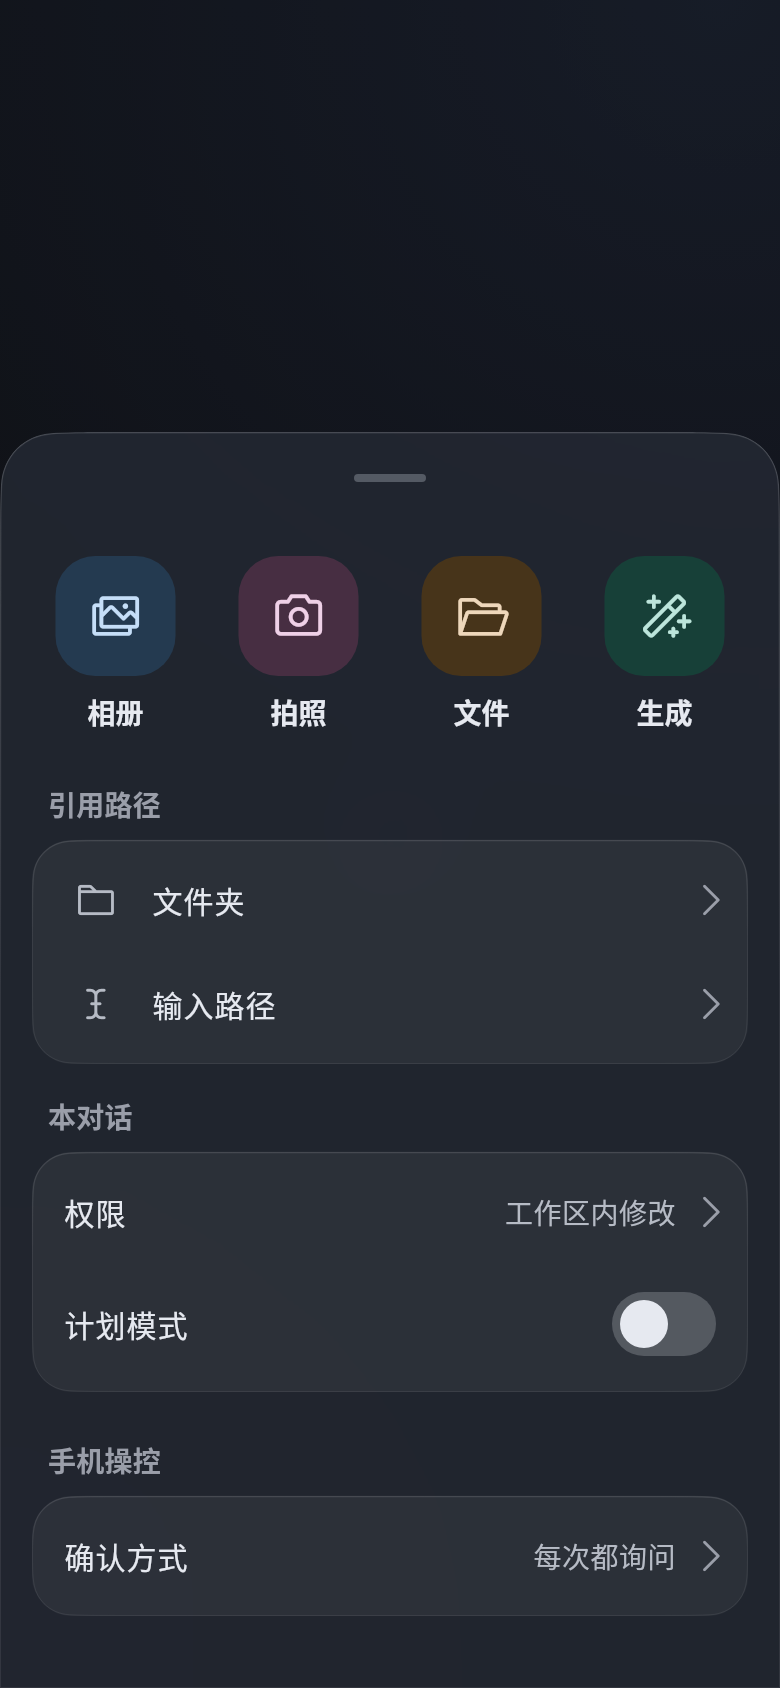 相册
拍照
文件
生成
引用路径
文件夹
输入路径
本对话
权限
工作区内修改
计划模式
手机操控
确认方式
每次都询问